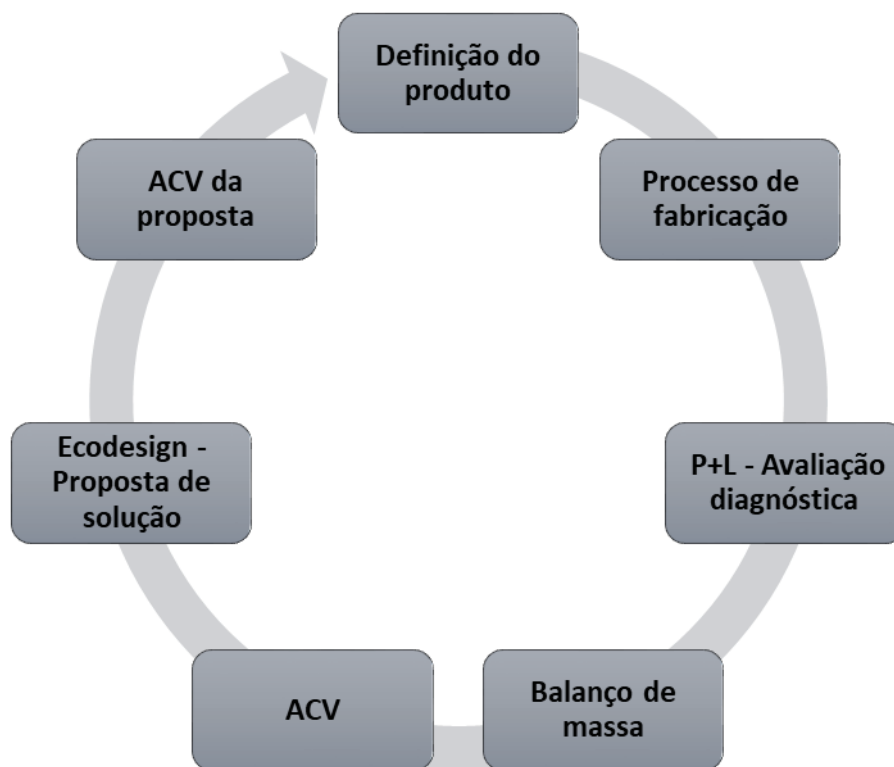 Definição do
produto
Processo de
fabricação
P+L - Avaliação
diagnóstica
Balanço de
massa
ACV
Ecodesign -
Proposta de
solução
ACV da
proposta